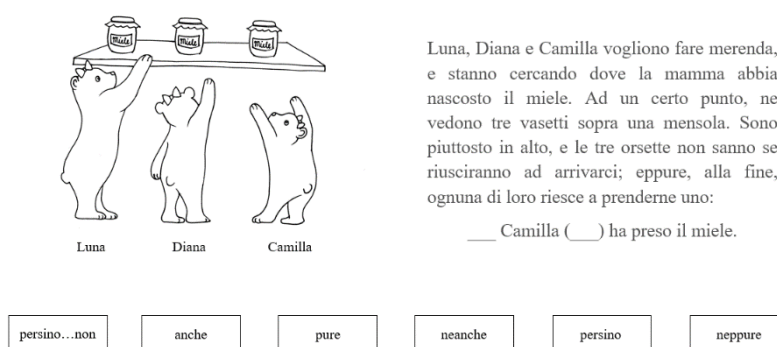 Miele
Miele
Miele
Luna
Diana
Camilla
Luna, Diana e Camilla vogliono fare merenda,
e stanno cercando dove la mamma abbia
nascosto il miele. Ad un certo punto, ne
vedono tre vasetti sopra una mensola. Sono
piuttosto in alto, e le tre orsette non sanno se
riusciranno ad arrivarci; eppure, alla fine,
ognuna di loro riesce a prenderne uno:
____ Camilla (____) ha preso il miele.
persino…non
anche
pure
neanche
persino
neppure